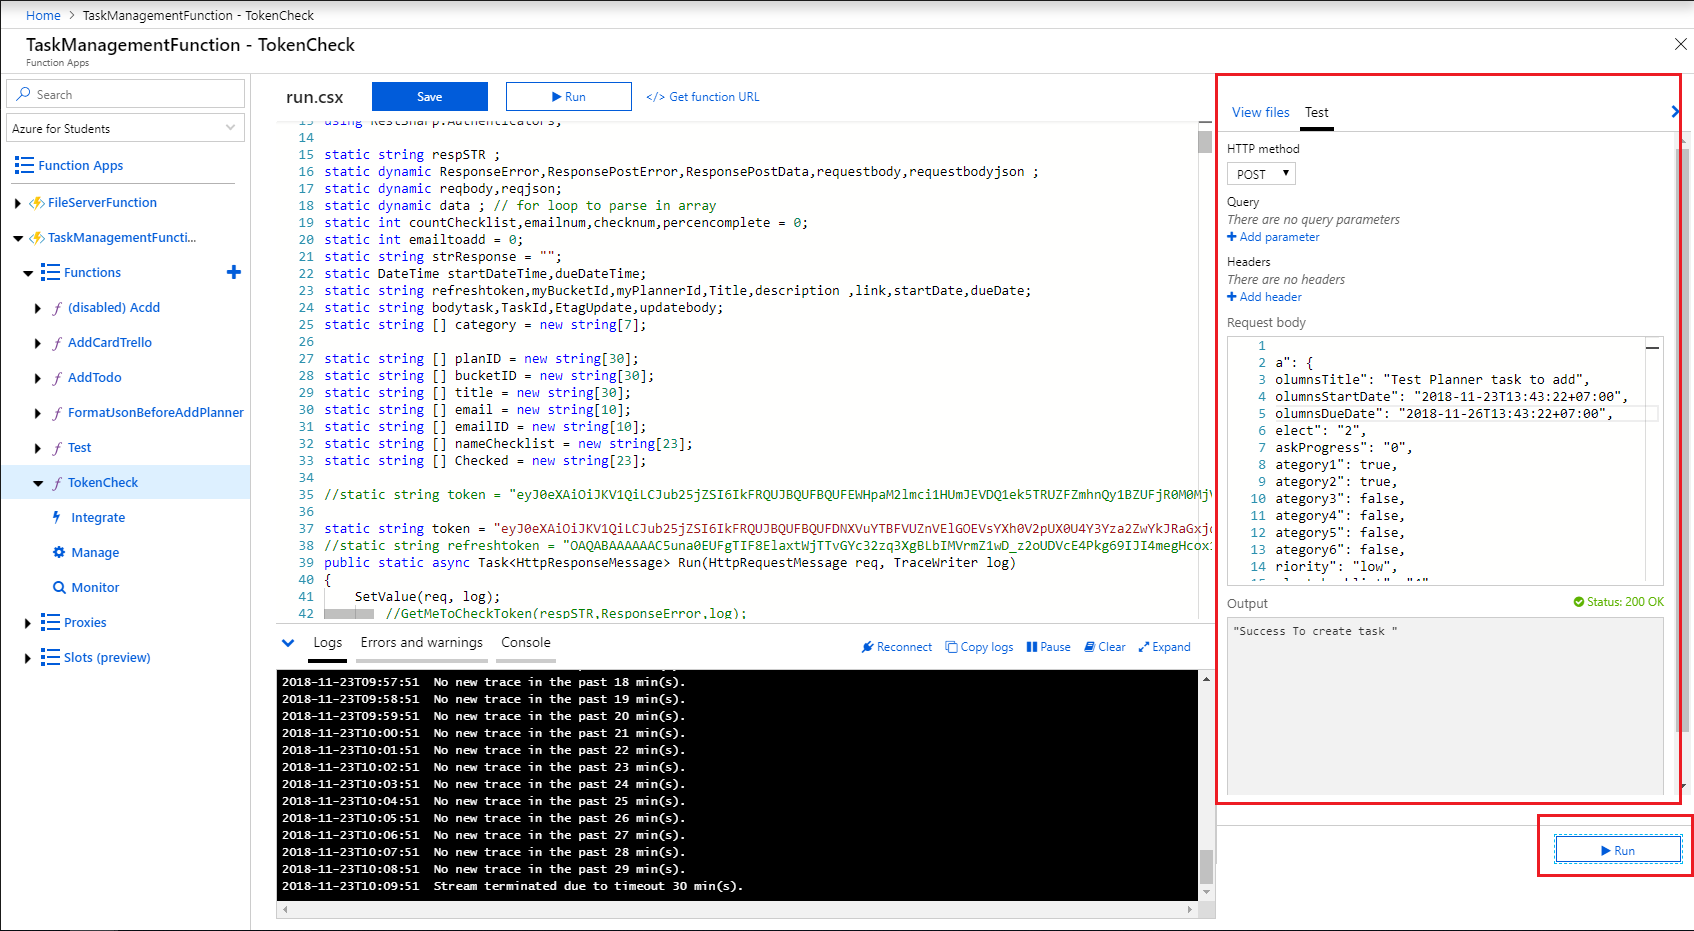 Home > TaskManagementFunction - TokenCheck
TaskManagementFunction - TokenCheck
Function Apps
Search
Azure for Students
Function Apps
FileServerFunction
TaskManagementFuncti...
Functions
(disabled) Acdd
AddCardTrello
AddTodo
FormatJsonBeforeAddPlanner
Test
TokenCheck
Integrate
Manage
Monitor
Proxies
Slots (preview)
run.csx
Save
Run
</> Get function URL
13 using RestSharp.Authenticators;
14
15 static string respSTR ;
16 static dynamic ResponseError,ResponsePostError,ResponsePostData,requestbody,requestbodyjson ;
17 static dynamic reqbody,reqjson;
18 static dynamic data ; // for loop to parse in array
19 static int countChecklist,emailnum,checknum,percencomplete = 0;
20 static int emailtoadd = 0;
21 static string strResponse = "";
22 static DateTime startDateTime,dueDateTime;
23 static string refreshtoken,myBucketId,myPlannerId,Title,description ,link,startDate,dueDate;
24 static string bodytask,TaskId,EtagUpdate,updatebody;
25 static string [] category = new string[7];
26
27 static string [] planID = new string[30];
28 static string [] bucketID = new string[30];
29 static string [] title = new string[30];
30 static string [] email = new string[10];
31 static string [] emailID = new string[10];
32 static string [] nameChecklist = new string[23];
33 static string [] Checked = new string[23];
34
35 //static string token =
36
37 static string token =
38 //static string refreshtoken =
39 public static async Task<HttpResponseMessage> Run(HttpRequestMessage req, TraceWriter log)
40 {
41 SetValue(req, log);
42 //GetMeToCheckToken(respSTR,ResponseError,log);
Logs
Errors and warnings
Console
Reconnect
Copy logs
Pause
Clear
Expand
2018-11-23T09:57:51 No new trace in the past 18 min(s).
2018-11-23T09:58:51 No new trace in the past 19 min(s).
2018-11-23T09:59:51 No new trace in the past 20 min(s).
2018-11-23T10:00:51 No new trace in the past 21 min(s).
2018-11-23T10:01:51 No new trace in the past 22 min(s).
2018-11-23T10:02:51 No new trace in the past 23 min(s).
2018-11-23T10:03:51 No new trace in the past 24 min(s).
2018-11-23T10:04:51 No new trace in the past 25 min(s).
2018-11-23T10:05:51 No new trace in the past 26 min(s).
2018-11-23T10:06:51 No new trace in the past 27 min(s).
2018-11-23T10:07:51 No new trace in the past 28 min(s).
2018-11-23T10:08:51 No new trace in the past 29 min(s).
2018-11-23T10:09:51 Stream terminated due to timeout 30 min(s).
View files
Test
HTTP method
POST
Query
There are no query parameters
Add parameter
Headers
There are no headers
Add header
Request body
1
2 a": {
3 olumnsTitle": "Test Planner task to add",
4 olumnsStartDate": "2018-11-23T13:43:22+07:00",
5 olumnsDueDate": "2018-11-26T13:43:22+07:00",
6 elect": "2",
7 askProgress": "0",
8 ategory1": true,
9 ategory2": true,
10 ategory3": false,
11 ategory4": false,
12 ategory5": false,
13 ategory6": false,
14 riority": "low",
Output
Status: 200 OK
"Success To create task "
Run